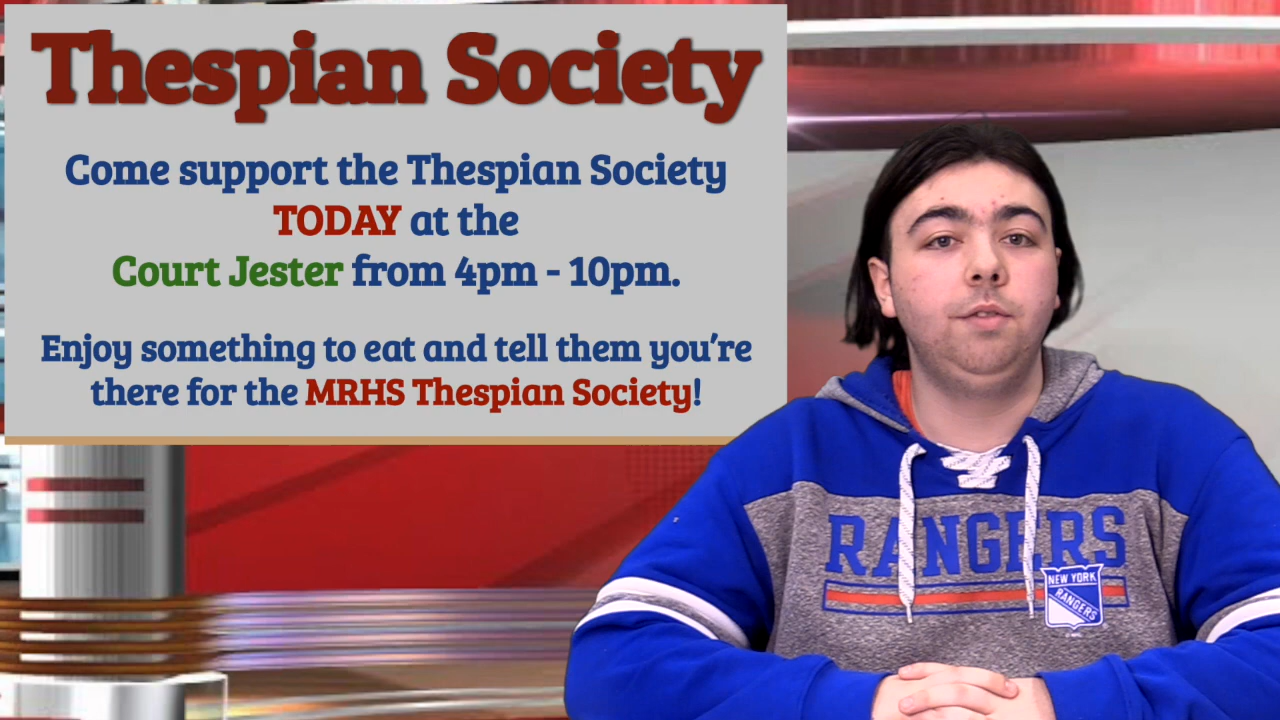 Thespian Society
Come support the Thespian Society
TODAY at the
Court Jester from 4pm - 10pm.
Enjoy something to eat and tell them you’re
there for the MRHS Thespian Society!
RANGERS
NEW YORK
RANGERS